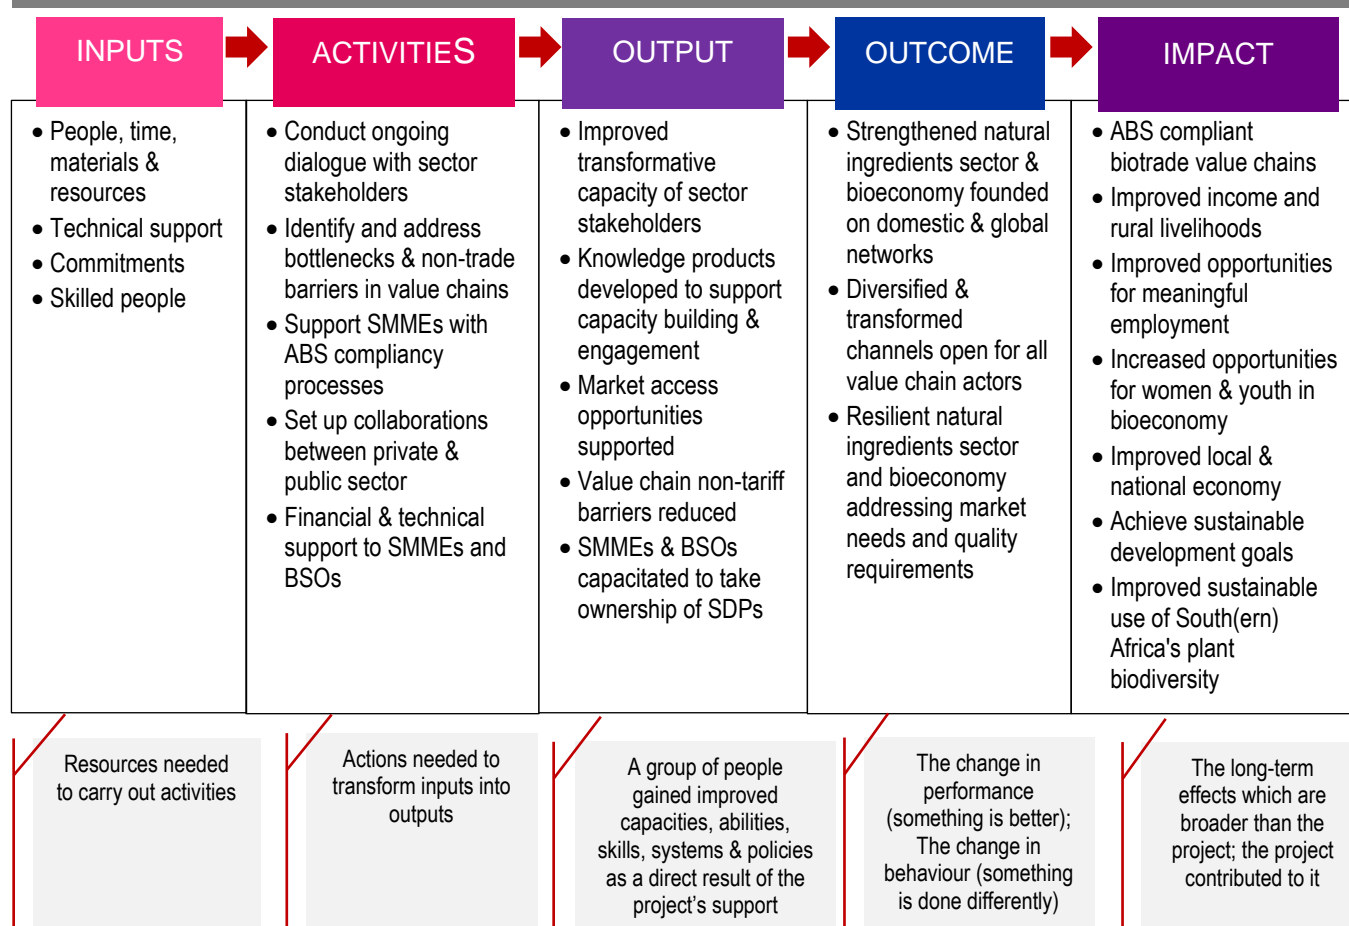 INPUTS
ACTIVITIES
OUTPUT
OUTCOME
IMPACT
• People, time,
materials &
resources
• Technical support
• Commitments
• Skilled people
• Conduct ongoing
dialogue with sector
stakeholders
• Identify and address
bottlenecks & non-trade
barriers in value chains
• Support SMMEs with
ABS compliancy
processes
• Set up collaborations
between private &
public sector
• Financial & technical
support to SMMEs and
BSOs
• Improved
transformative
capacity of sector
stakeholders
• Knowledge products
developed to support
capacity building &
engagement
• Market access
opportunities
supported
• Value chain non-tariff
barriers reduced
• SMMEs & BSOs
capacitated to take
ownership of SDPs
• Strengthened natural
ingredients sector &
bioeconomy founded
on domestic & global
networks
• Diversified &
transformed
channels open for all
value chain actors
• Resilient natural
ingredients sector
and bioeconomy
addressing market
needs and quality
requirements
• ABS compliant
biotrade value chains
• Improved income and
rural livelihoods
• Improved opportunities
for meaningful
employment
• Increased opportunities
for women & youth in
bioeconomy
• Improved local &
national economy
• Achieve sustainable
development goals
• Improved sustainable
use of South(ern)
Africa's plant
biodiversity
Resources needed
to carry out activities
Actions needed to
transform inputs into
outputs
A group of people
gained improved
capacities, abilities,
skills, systems & policies
as a direct result of the
project's support
The change in
performance
(something is better);
The change in
behaviour (something
is done differently)
The long-term
effects which are
broader than the
project; the project
contributed to it